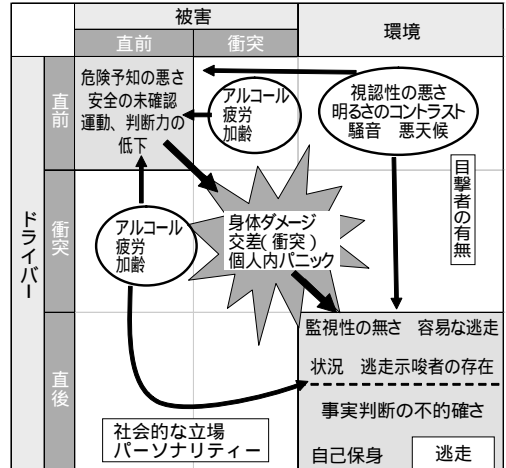 被害
環境
直前
衝突
ドライバー
直前
危険予知の悪さ
安全の未確認
運動、判断力の
低下
アルコール
疲労
加齢
視認性の悪さ
明るさのコントラスト
騒音 悪天候
目撃者の有無
衝突
アルコール
疲労
加齢
身体ダメージ
交差(衝突)
個人内パニック
直後
監視性の無さ 容易な逃走
状況 逃走示唆者の存在
事実判断の不的確さ
社会的な立場
パーソナリティー
自己保身
逃走